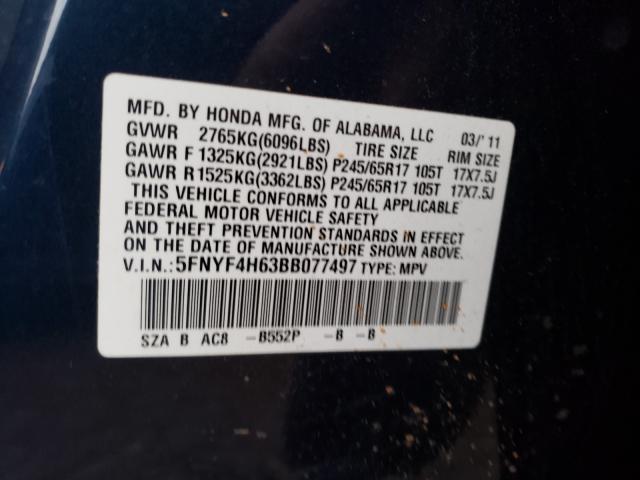 MFD. BY HONDA MFG. OF ALABAMA, LLC 03/'11
GVWR 2765KG(6096LBS) TIRE SIZE RIM SIZE
GAWR F 1325KG(2921LBS) P245/65R17 105T 17X7.5J
GAWR R 1525KG(3362LBS) P245/65R17 105T 17X7.5J
THIS VEHICLE CONFORMS TO ALL APPLICABLE
FEDERAL MOTOR VEHICLE SAFETY
AND THEFT PREVENTION STANDARDS IN EFFECT
ON THE DATE OF MANUFACTURE SHOWN ABOVE.
V.I.N.:5FNYF4H63BB077497 TYPE: MPV
SZA B AC8 -B552P -B -B